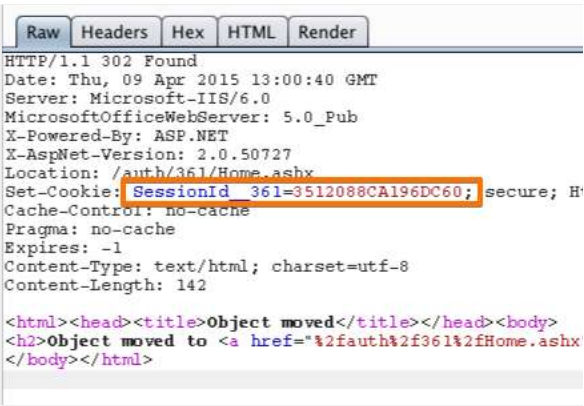 Raw Headers Hex HTML Render
HTTP/1.1 302 Found
Date: Thu, 09 Apr 2015 13:00:40 GMT
Server: Microsoft-IIS/6.0
MicrosoftOfficeWebServer: 5.0_Pub
X-Powered-By: ASP.NET
X-AspNet-Version: 2.0.50727
Location: /auth/361/Home.ashx
Set-Cookie: SessionId__361=3512088CA196DC60; secure; H
Cache-Control: no-cache
Pragma: no-cache
Expires: -1
Content-Type: text/html; charset=utf-8
Content-Length: 142
<html><head><title>Object moved</title></head><body>
<h2>Object moved to <a href="%2fauth%2f361%2fHome.ashx"
</body></html>